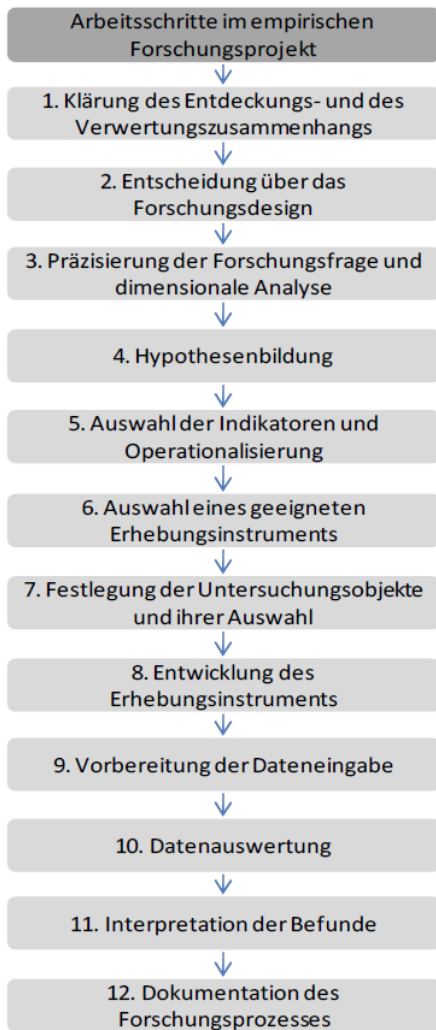 Arbeitsschritte im empirischen
Forschungsprojekt
1. Klärung des Entdeckungs- und des
Verwertungszusammenhangs
2. Entscheidung über das
Forschungsdesign
3. Präzisierung der Forschungsfrage und
dimensionale Analyse
4. Hypothesenbildung
5. Auswahl der Indikatoren und
Operationalisierung
6. Auswahl eines geeigneten
Erhebungsinstruments
7. Festlegung der Untersuchungsobjekte
und ihrer Auswahl
8. Entwicklung des
Erhebungsinstruments
9. Vorbereitung der Dateneingabe
10. Datenauswertung
11. Interpretation der Befunde
12. Dokumentation des
Forschungsprozesses